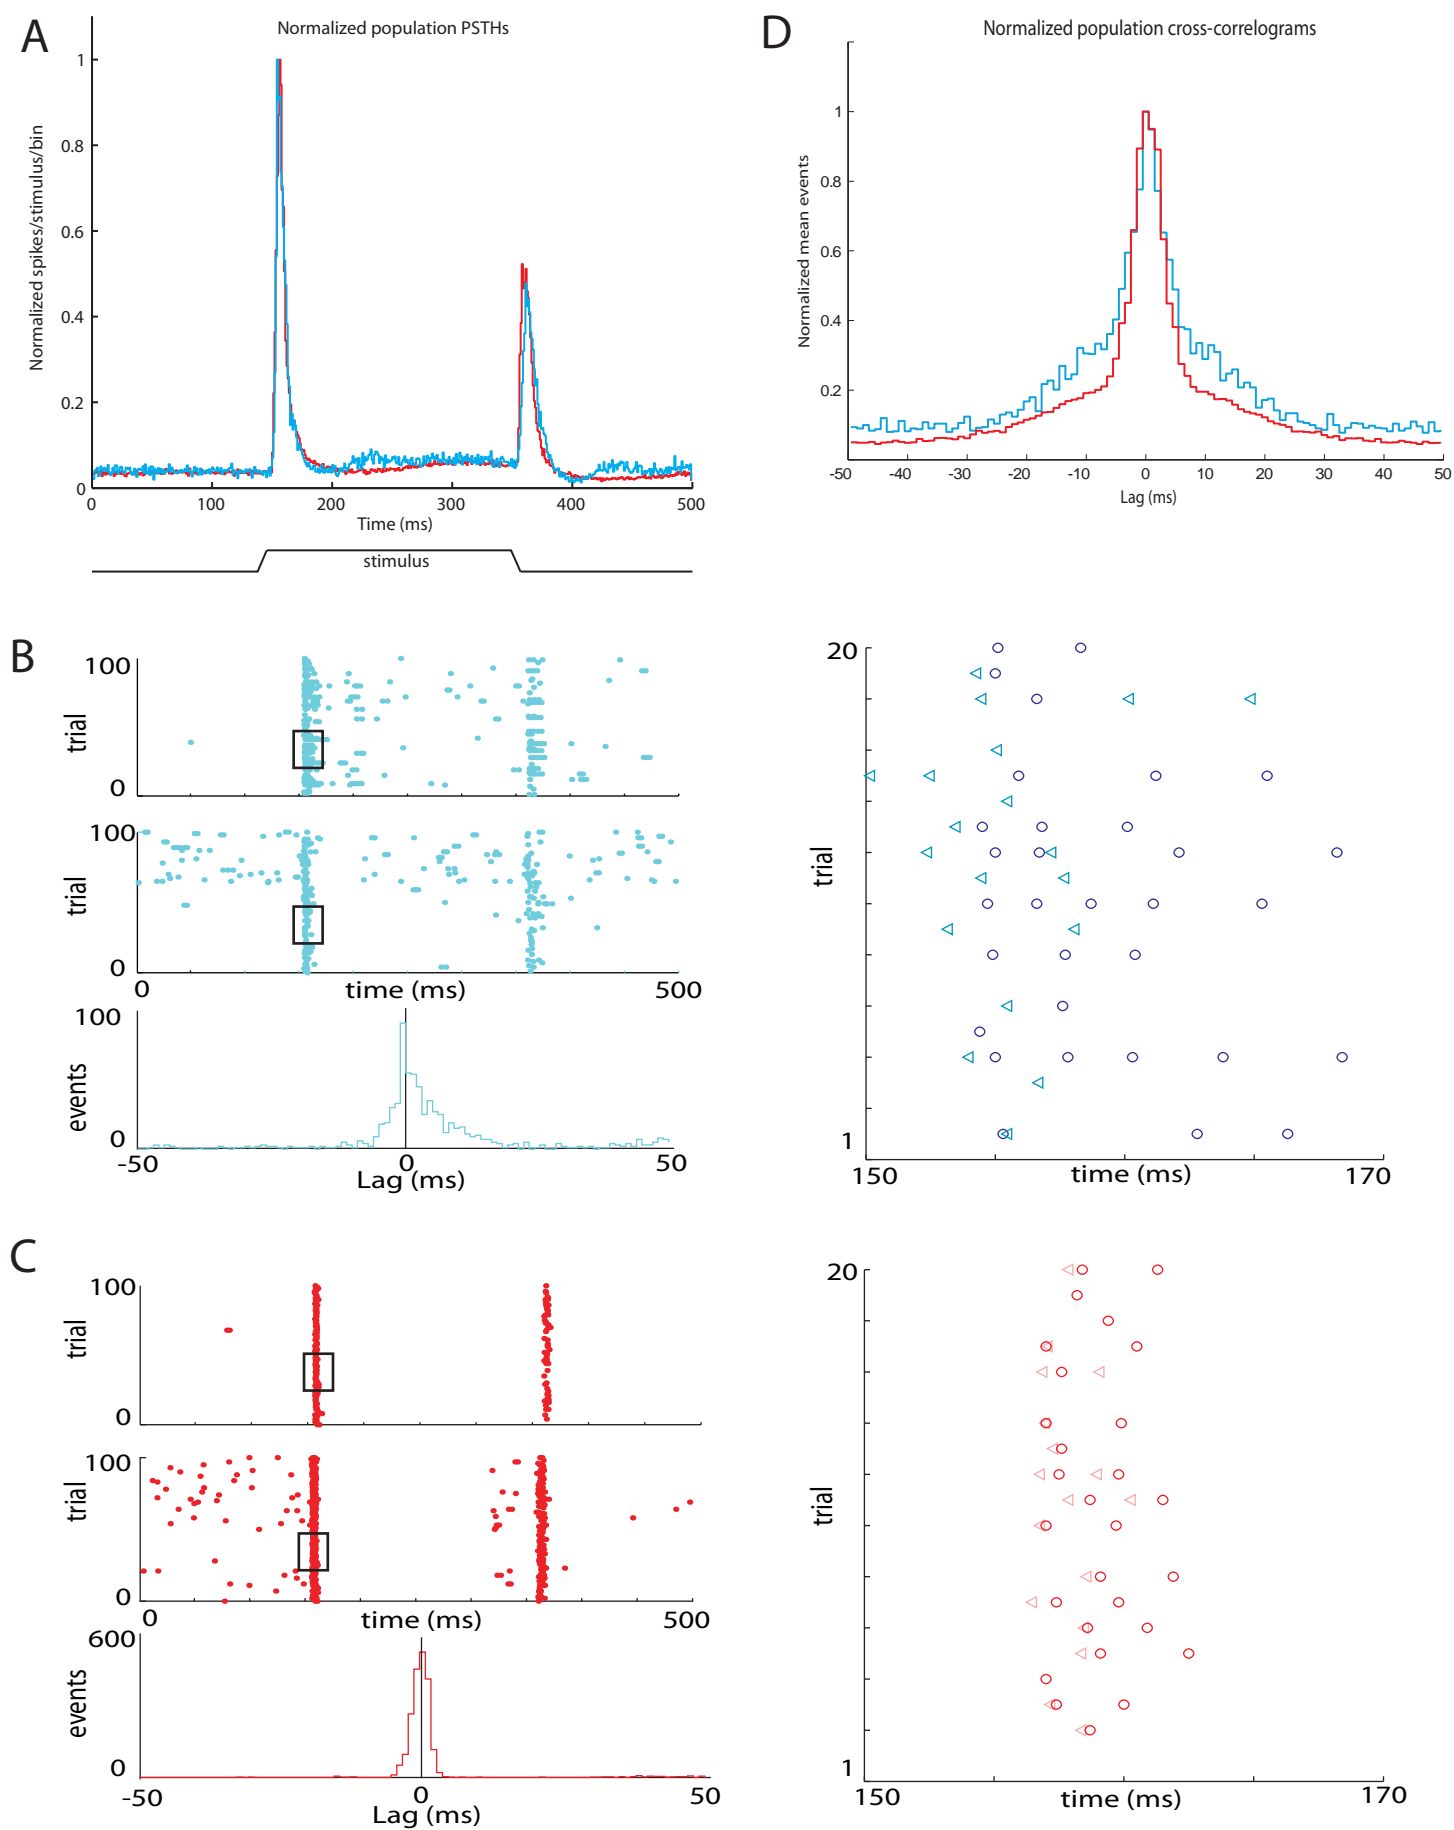 A
Normalized population PSTHs
Normalized spikes/stimulus/bin
1
0.8
0.6
0.4
0.2
0
0 100 200 300 400 500
Time (ms)
stimulus
D
Normalized population cross-correlograms
Normalized mean events
1
0.8
0.6
0.4
0.2
-50 -40 -30 -20 -10 0 10 20 30 40 50
Lag (ms)
B
100
trial
0
100
trial
0
0 time (ms) 500
100
events
0
-50 0 50
Lag (ms)
20
trial
1
150 time (ms) 170
C
100
trial
0
100
trial
0
0 time (ms) 500
600
events
0
-50 0 50
Lag (ms)
20
trial
1
150 time (ms) 170